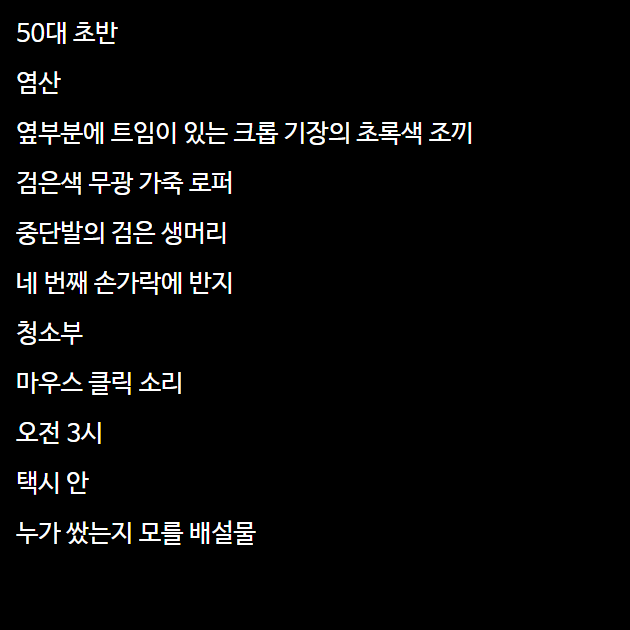 50대 초반
염산
옆부분에 트임이 있는 크롭 기장의 초록색 조끼
검은색 무광 가죽 로퍼
중단발의 검은 생머리
네 번째 손가락에 반지
청소부
마우스 클릭 소리
오전 3시
택시 안
누가 쌌는지 모를 배설물